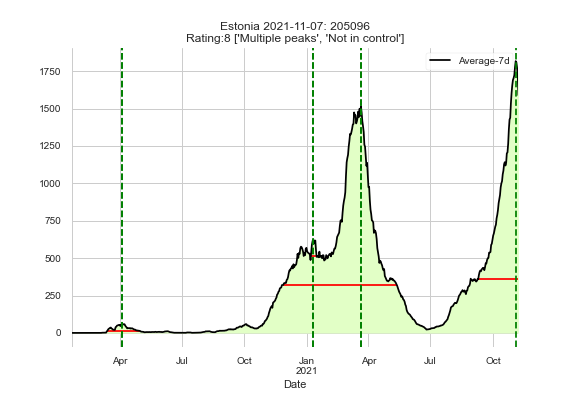 Estonia 2021-11-07: 205096
Rating:8 ['Multiple peaks', 'Not in control']
Average-7d
1750
1500
1250
1000
750
500
250
0
Apr
Jul
Oct
Jan
2021
Apr
Jul
Oct
Date